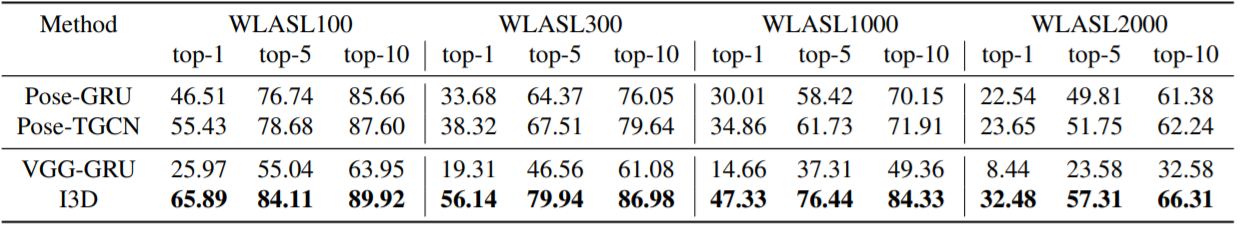 Method WLASL100 WLASL300 WLASL1000 WLASL2000
top-1 top-5 top-10 top-1 top-5 top-10 top-1 top-5 top-10 top-1 top-5 top-10
Pose-GRU 46.51 76.74 85.66 33.68 64.37 76.05 30.01 58.42 70.15 22.54 49.81 61.38
Pose-TGCN 55.43 78.68 87.60 38.32 67.51 79.64 34.86 61.73 71.91 23.65 51.75 62.24
VGG-GRU 25.97 55.04 63.95 19.31 46.56 61.08 14.66 37.31 49.36 8.44 23.58 32.58
I3D 65.89 84.11 89.92 56.14 79.94 86.98 47.33 76.44 84.33 32.48 57.31 66.31